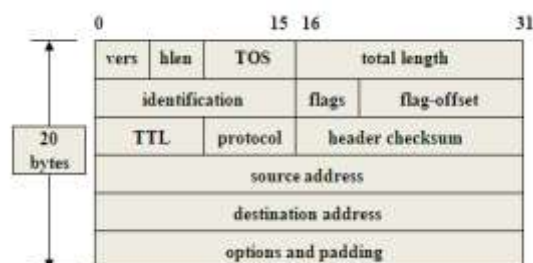 0 15 16 31
vers hlen TOS total length
identification flags flag-offset
20 bytes
TTL protocol header checksum
source address
destination address
options and padding